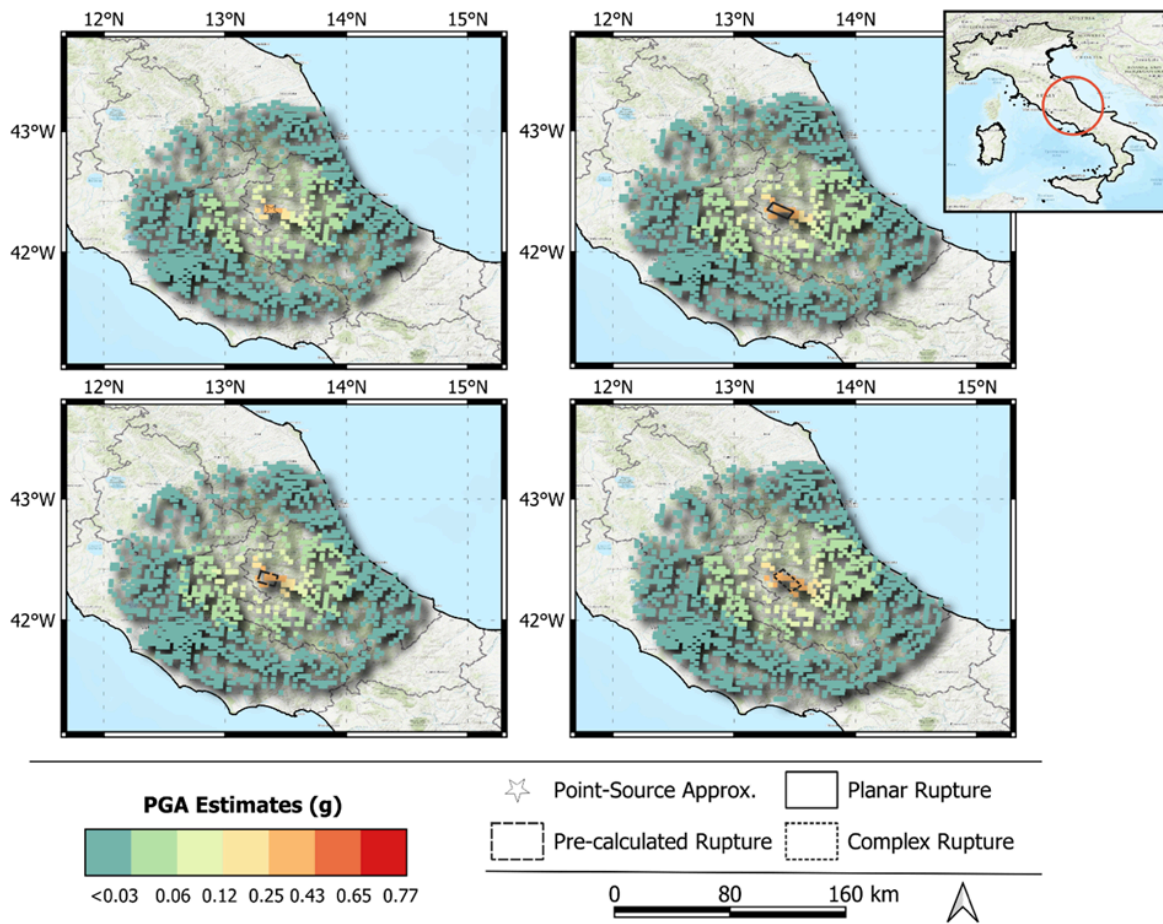 12°N 13°N 14°N 15°N
12°N 13°N 14°N
43°W
43°W
42°W
42°W
12°N 13°N 14°N 15°N
12°N 13°N 14°N 15°N
43°W
43°W
42°W
42°W
PGA Estimates (g)
<0.03 0.06 0.12 0.25 0.43 0.65 0.77
Point-Source Approx.
Planar Rupture
Pre-calculated Rupture
Complex Rupture
0 80 160 km